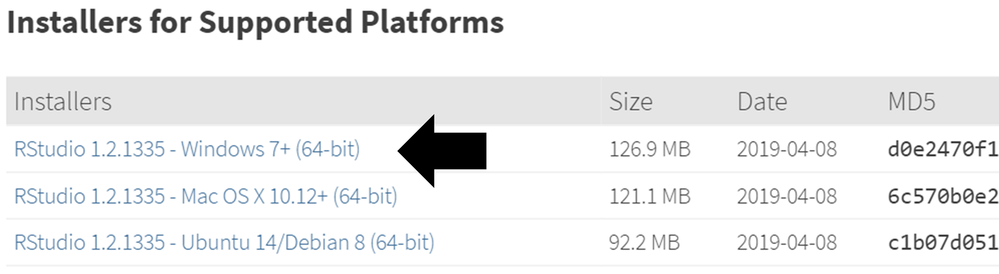 Installers for Supported Platforms
Installers Size Date MD5
RStudio 1.2.1335 - Windows 7+ (64-bit) 126.9 MB 2019-04-08 d0e2470f1
RStudio 1.2.1335 - Mac OS X 10.12+ (64-bit) 121.1 MB 2019-04-08 6c570b0e2
RStudio 1.2.1335 - Ubuntu 14/Debian 8 (64-bit) 92.2 MB 2019-04-08 c1b07d051